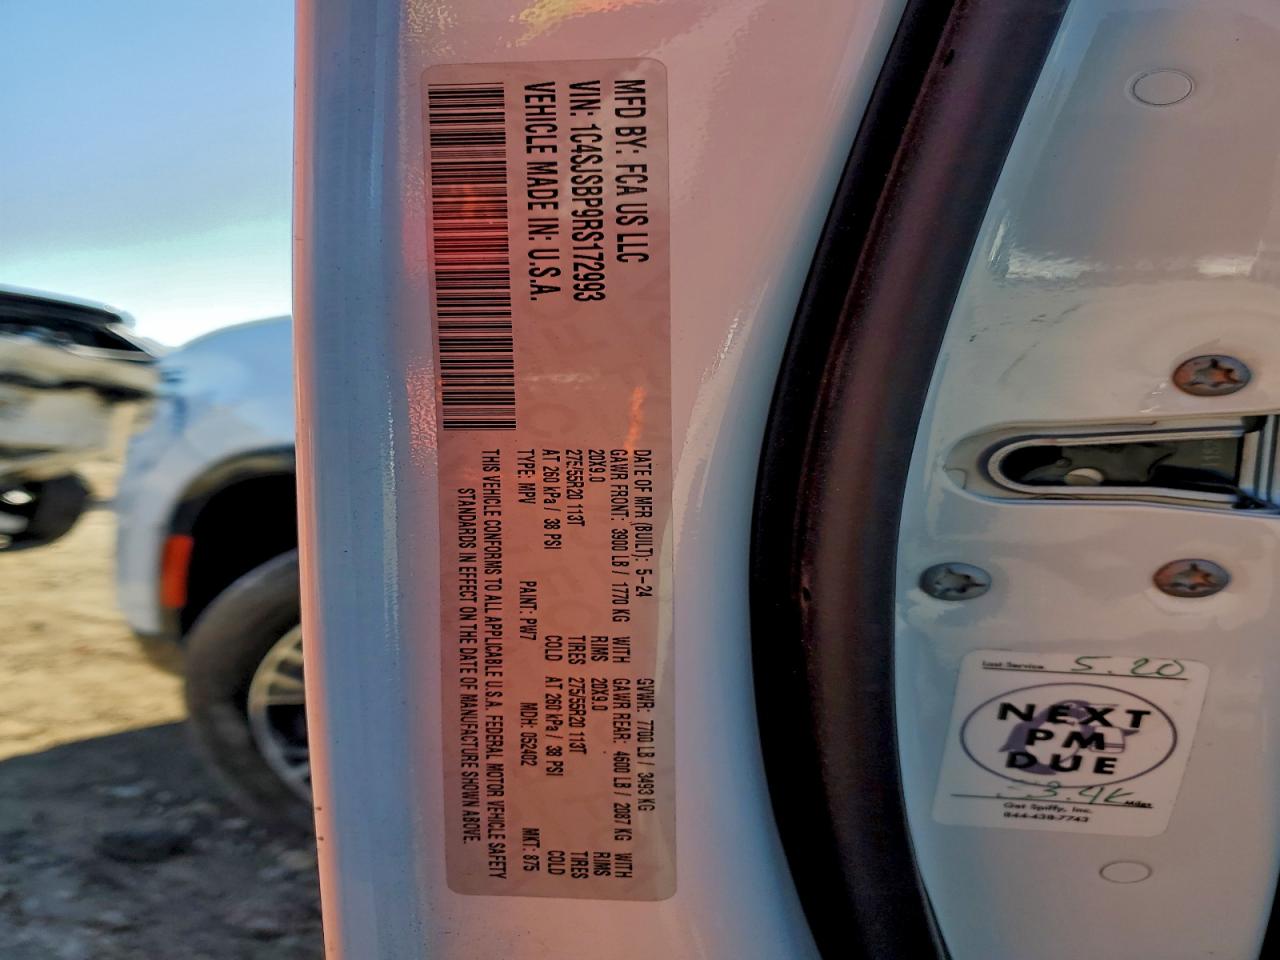 MFD BY: FCA US LLC
VIN: 1C4SJSBP9RS172993
VEHICLE MADE IN: U.S.A.
DATE OF MFR (BUILT): 5-24 GVWR: 7700 LB / 3493 KG
GAWR FRONT: 3900 LB / 1770 KG WITH GAWR REAR: 4600 LB / 2087 KG WITH
20X9.0 RIMS 20X9.0 RIMS
275/55R20 113T TIRES 275/55R20 113T TIRES
AT 260 kPa / 38 PSI COLD AT 260 kPa / 38 PSI COLD
TYPE: MPV PAINT: PW7 MDH: 052402 MKT: 875
THIS VEHICLE CONFORMS TO ALL APPLICABLE U.S.A. FEDERAL MOTOR VEHICLE SAFETY
STANDARDS IN EFFECT ON THE DATE OF MANUFACTURE SHOWN ABOVE.
Last Service 5.20
NEXT
PM
DUE
Miles
Get Spiffy, Inc.
844-438-7743